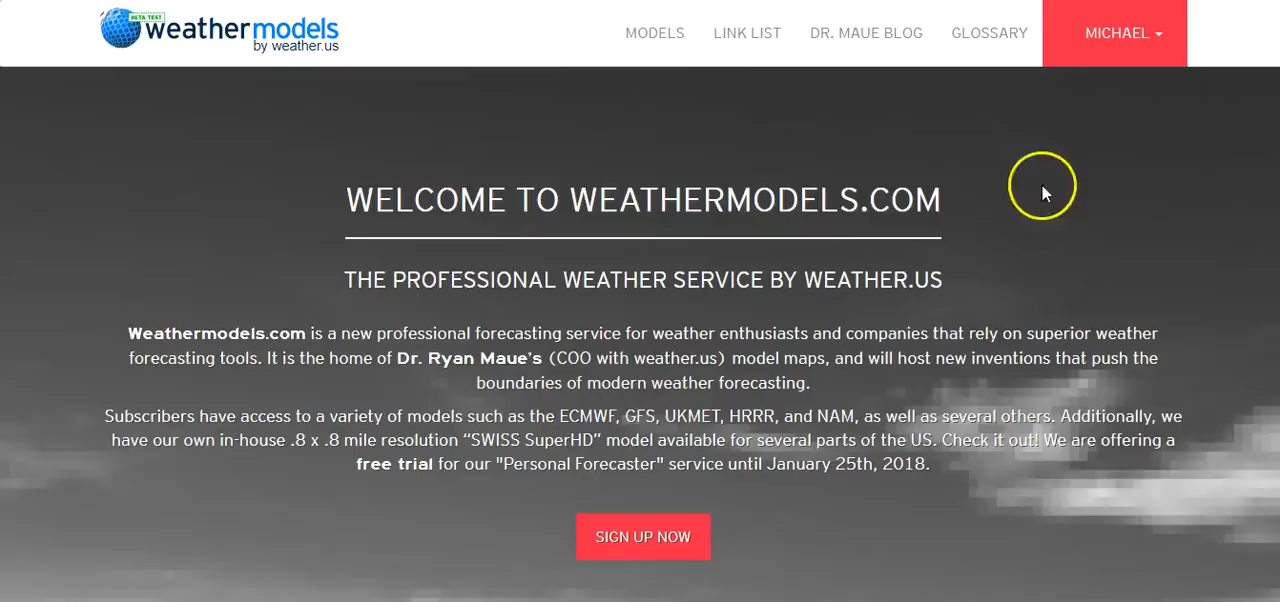 BETA TEST
weathermodels
by weather.us
MODELS LINK LIST DR. MAUE BLOG GLOSSARY MICHAEL
WELCOME TO WEATHERMODELS.COM
THE PROFESSIONAL WEATHER SERVICE BY WEATHER.US
Weathermodels.com is a new professional forecasting service for weather enthusiasts and companies that rely on superior weather
forecasting tools. It is the home of Dr. Ryan Maue's (COO with weather.us) model maps, and will host new inventions that push the
boundaries of modern weather forecasting.
Subscribers have access to a variety of models such as the ECMWF, GFS, UKMET, HRRR, and NAM, as well as several others. Additionally, we
have our own in-house .8 x .8 mile resolution “SWISS SuperHD” model available for several parts of the US. Check it out! We are offering a
free trial for our "Personal Forecaster" service until January 25th, 2018.
SIGN UP NOW